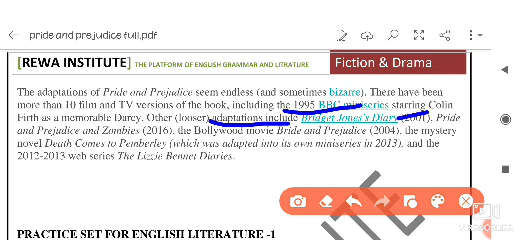 pride and prejudice full.pdf
[REWA INSTITUTE] THE PLATFORM OF ENGLISH GRAMMAR AND LITRATURE Fiction & Drama
The adaptations of Pride and Prejudice seem endless (and sometimes bizarre). There have been
more than 10 film and TV versions of the book, including the 1995 BBC miniseries starring Colin
Firth as a memorable Darcy. Other (looser) adaptations include Bridget Jones's Diary (2001), Pride
and Prejudice and Zombies (2016), the Bollywood movie Bride and Prejudice (2004), the mystery
novel Death Comes to Pemberley (which was adapted into its own miniseries in 2013), and
the 2012-2013 web series The Lizzie Bennet Diaries.
PRACTICE SET FOR ENGLISH LITERATURE -1
VRECORDER